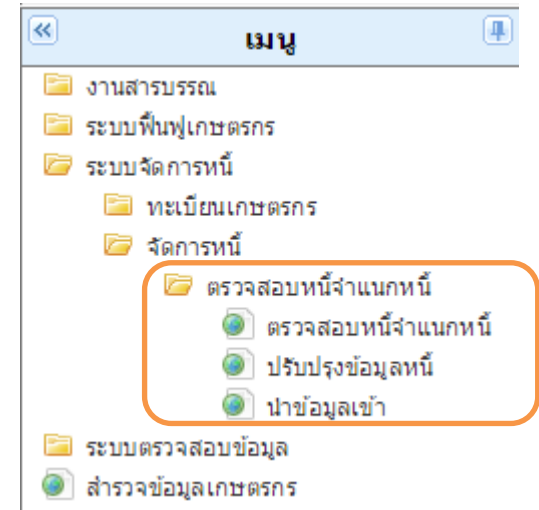 เมนู
งานสารบรรณ
ระบบฟื้นฟูเกษตรกร
ระบบจัดการหนี้
ทะเบียนเกษตรกร
จัดการหนี้
ตรวจสอบหนี้จำแนกหนี้
ตรวจสอบหนี้จำแนกหนี้
ปรับปรุงข้อมูลหนี้
นำข้อมูลเข้า
ระบบตรวจสอบข้อมูล
สำรวจข้อมูลเกษตรกร